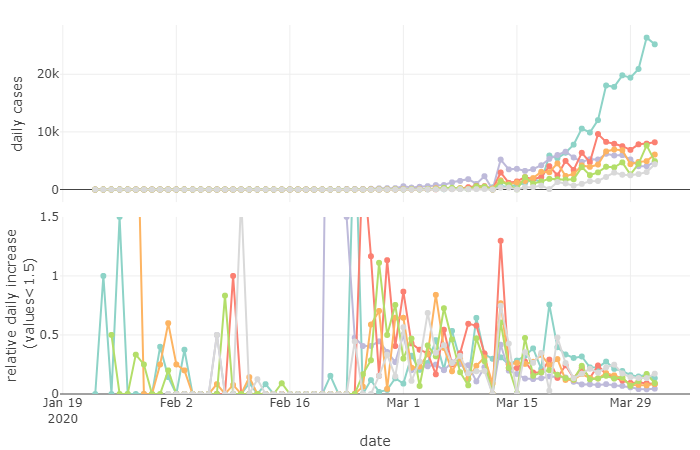 daily cases
20k
10k
0
relative daily increase
(values<1.5)
1.5
1
0.5
0
Jan 19
2020
Feb 2
Feb 16
Mar 1
Mar 15
Mar 29
date